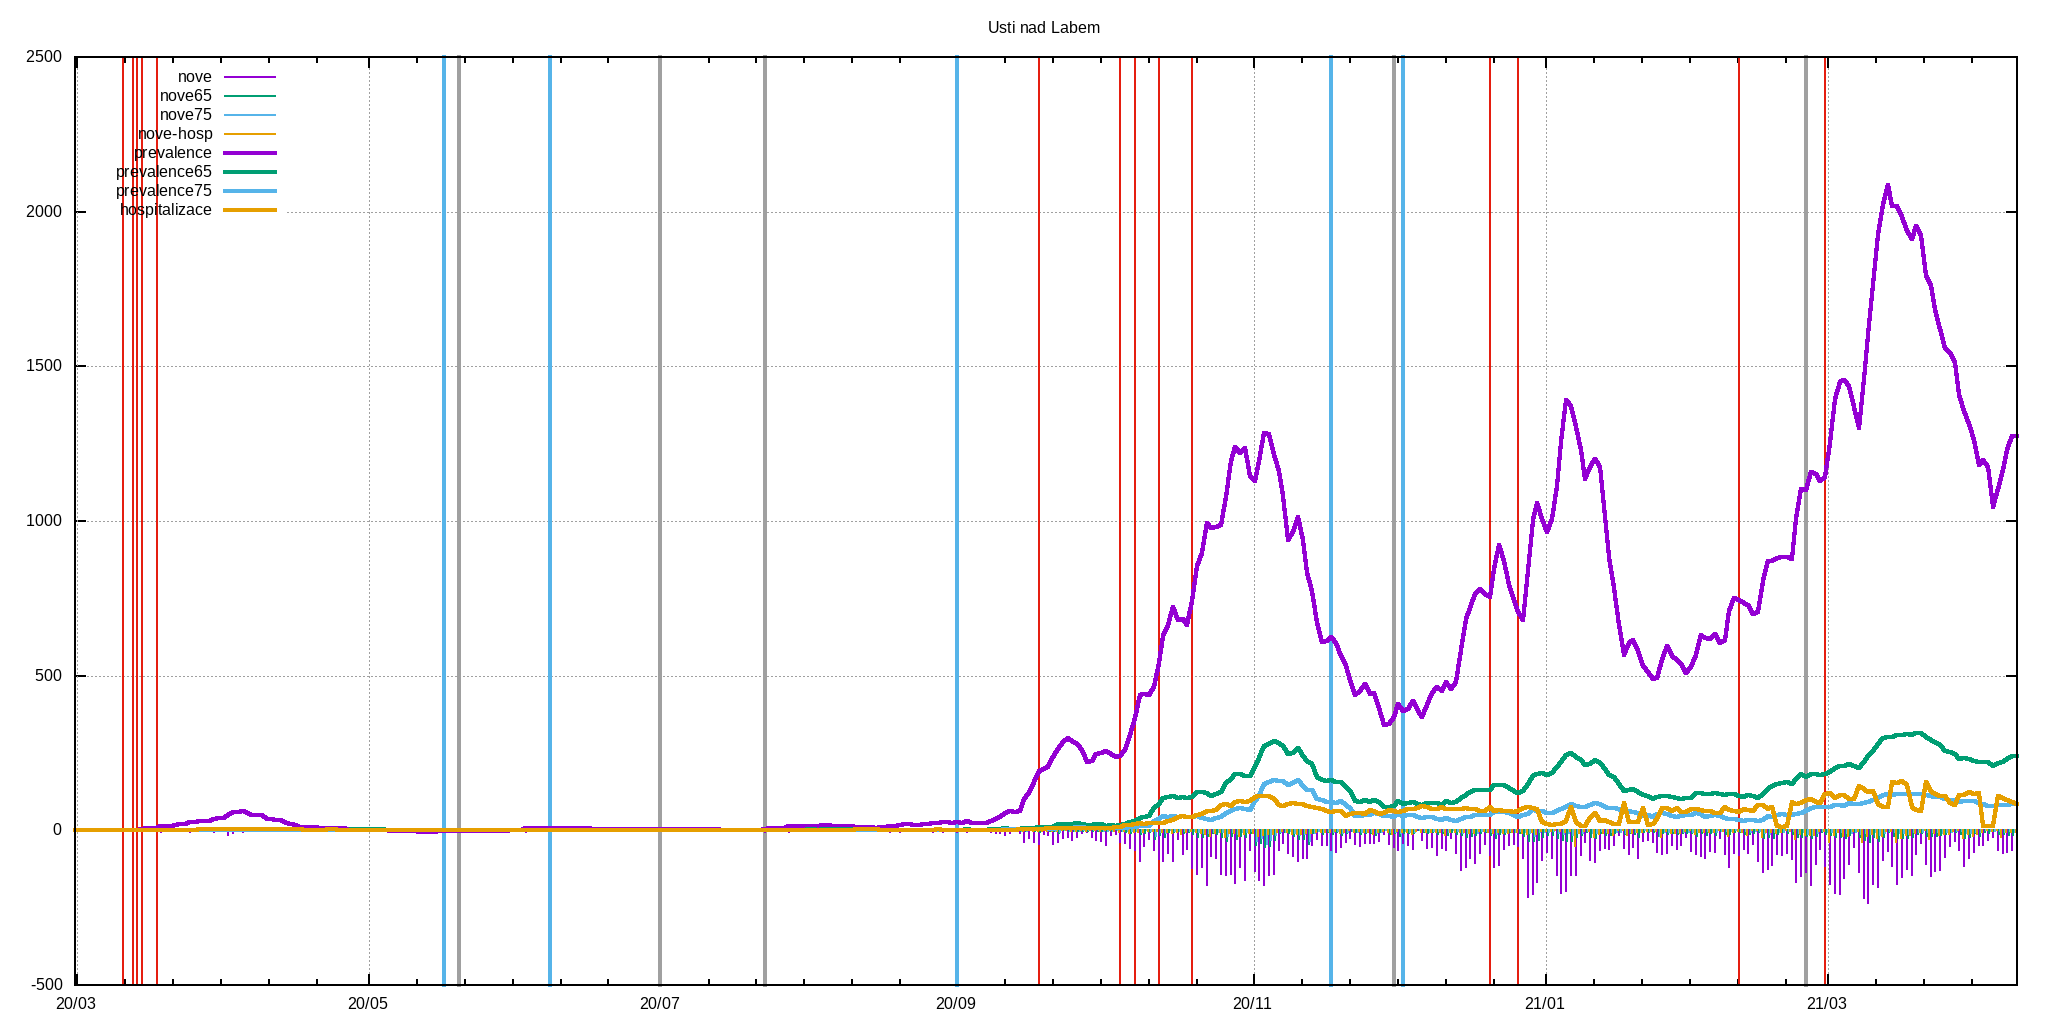 Usti nad Labem
2500
2000
1500
1000
500
0
-500
nove
nove65
nove75
nove-hosp
prevalence
prevalence65
prevalence75
hospitalizace
20/03 20/05 20/07 20/09 20/11 21/01 21/03